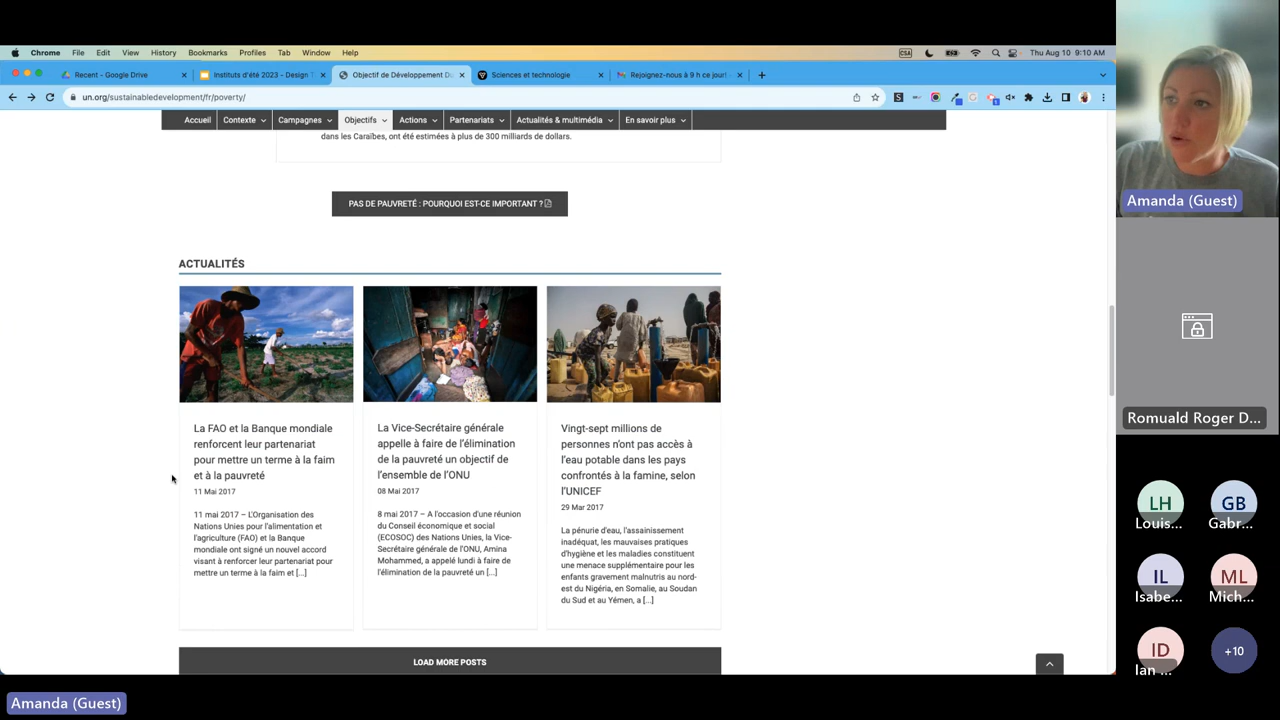 Chrome File Edit View History Bookmarks Profiles Tab Window Help
CSA
Thu Aug 10 9:10 AM
Recent - Google Drive
Instituts d'été 2023 - Design T
Objectif de Développement Du
Sciences et technologie
Rejoignez-nous à 9 h ce jour!
un.org/sustainabledevelopment/fr/poverty/
Accueil Contexte Campagnes Objectifs Actions Partenariats Actualités & multimédia En savoir plus
dans les Caraïbes, ont été estimées à plus de 300 milliards de dollars.
PAS DE PAUVRETÉ : POURQUOI EST-CE IMPORTANT ?
ACTUALITÉS
La FAO et la Banque mondiale
renforcent leur partenariat
pour mettre un terme à la faim
et à la pauvreté
11 Mai 2017
11 mai 2017 – L'Organisation des
Nations Unies pour l'alimentation et
l'agriculture (FAO) et la Banque
mondiale ont signé un nouvel accord
visant à renforcer leur partenariat pour
mettre un terme à la faim et [...]
La Vice-Secrétaire générale
appelle à faire de l'élimination
de la pauvreté un objectif de
l'ensemble de l'ONU
08 Mai 2017
8 mai 2017 – A l'occasion d'une réunion
du Conseil économique et social
(ECOSOC) des Nations Unies, la Vice-
Secrétaire générale de l'ONU, Amina
Mohammed, a appelé lundi à faire de
l'élimination de la pauvreté un [...]
Vingt-sept millions de
personnes n'ont pas accès à
l'eau potable dans les pays
confrontés à la famine, selon
l'UNICEF
29 Mar 2017
La pénurie d'eau, l'assainissement
inadéquat, les mauvaises pratiques
d'hygiène et les maladies constituent
une menace supplémentaire pour les
enfants gravement malnutris au nord-
est du Nigéria, en Somalie, au Soudan
du Sud et au Yémen, a [...]
LOAD MORE POSTS
Amanda (Guest)
Romuald Roger D...
LH
GB
Louis...
Gabr...
IL
ML
Isabe...
Mich...
ID
+10
Ian ...
Amanda (Guest)